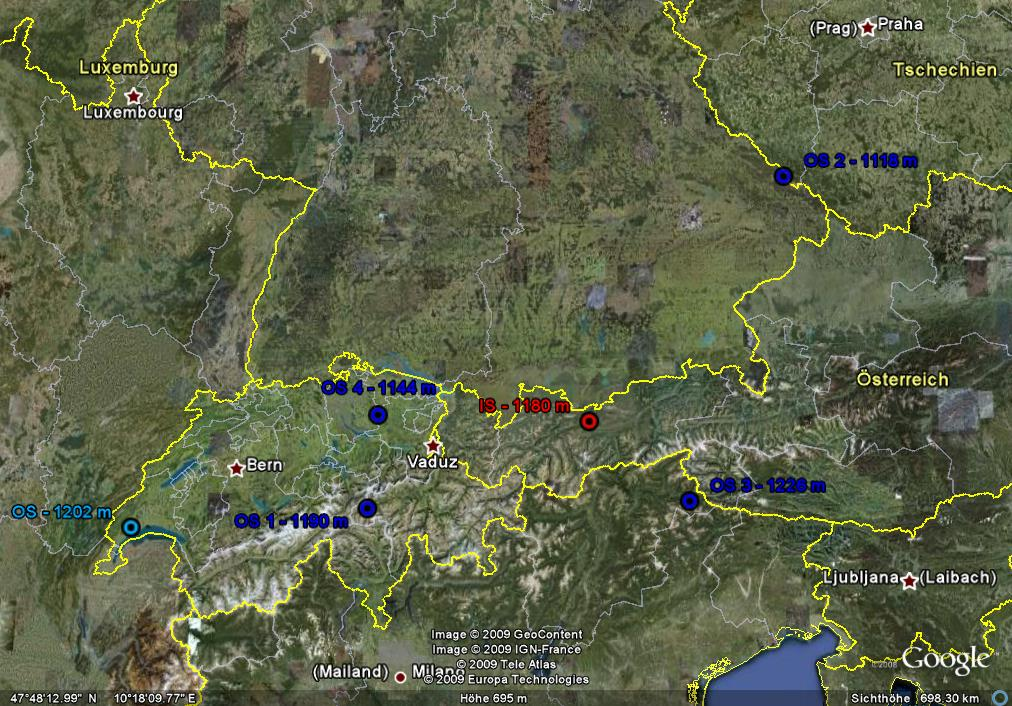 (Prag) Praha
Luxemburg
Tschechien
Luxembourg
OS 2 - 1118 m
Österreich
OS 4 - 1144 m
IS - 1180 m
Vaduz
Bern
OS 3 - 1226 m
OS - 1202 m
OS 1 - 1190 m
Ljubljana (Laibach)
Image © 2009 GeoContent
Image © 2009 IGN-France
© 2009 Tele Atlas
(Mailand)
© 2009 Europa Technologies
Google
47°48'12.99" N 10°18'09.77" E
Höhe 695 m
Sichthöhe 698.30 km